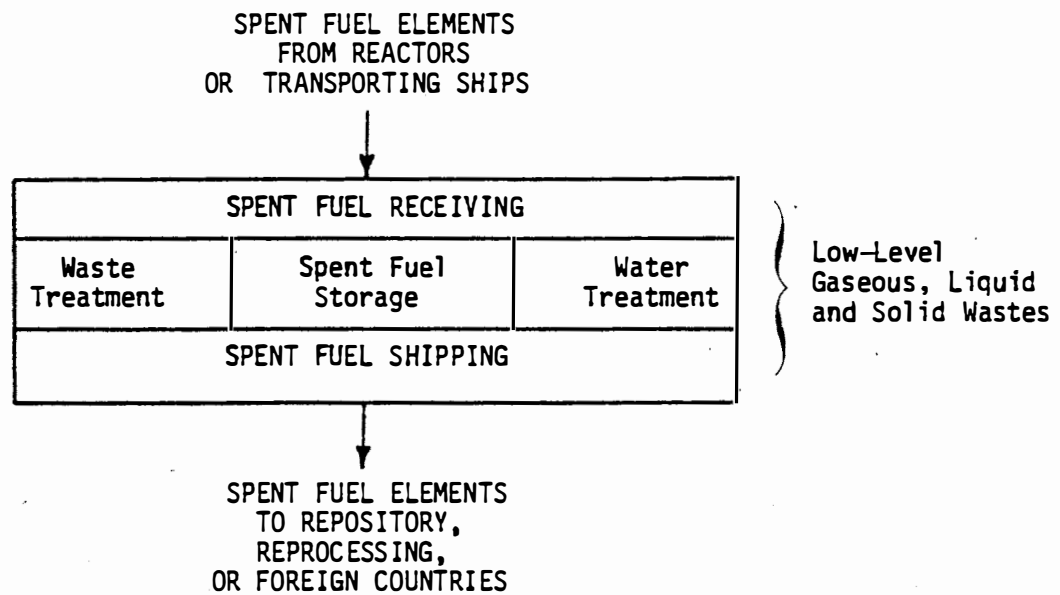 SPENT FUEL ELEMENTS
FROM REACTORS
OR TRANSPORTING SHIPS
SPENT FUEL RECEIVING
Waste
Treatment
Spent Fuel
Storage
Water
Treatment
SPENT FUEL SHIPPING
Low-Level
Gaseous, Liquid
and Solid Wastes
SPENT FUEL ELEMENTS
TO REPOSITORY,
REPROCESSING,
OR FOREIGN COUNTRIES